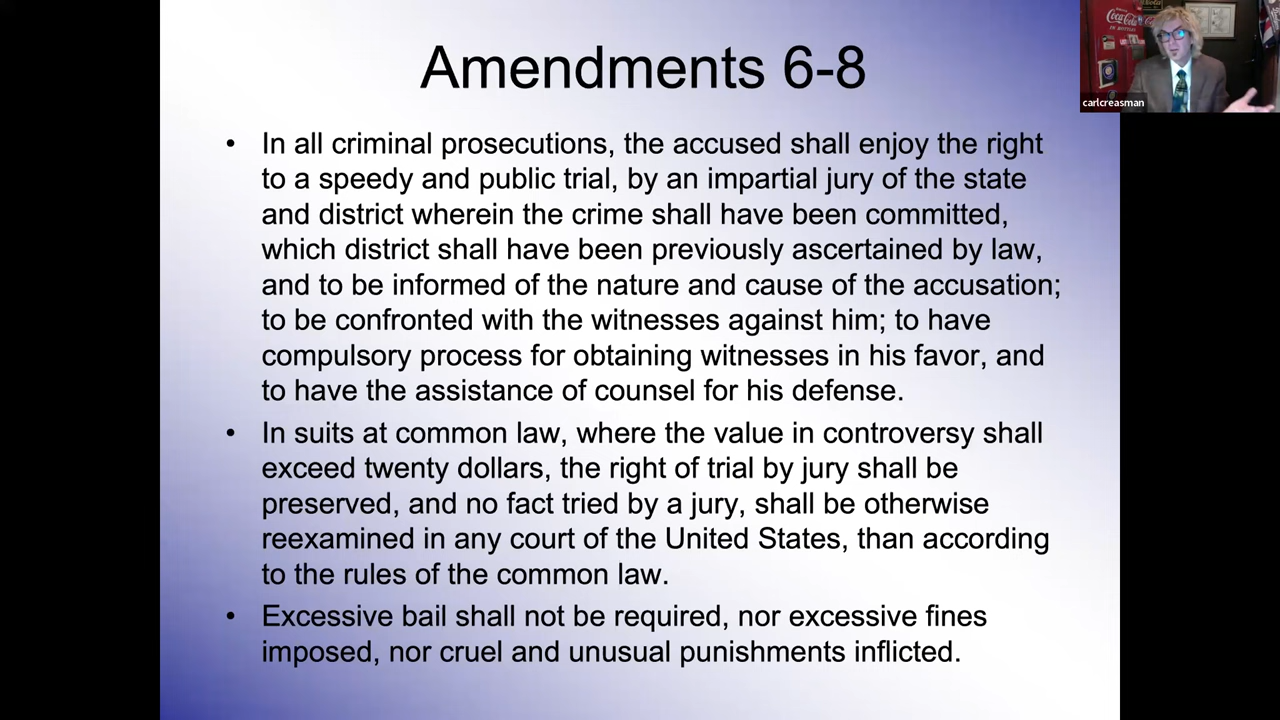 Amendments 6-8
Coca-Cola
carlcreasman
• In all criminal prosecutions, the accused shall enjoy the right
to a speedy and public trial, by an impartial jury of the state
and district wherein the crime shall have been committed,
which district shall have been previously ascertained by law,
and to be informed of the nature and cause of the accusation;
to be confronted with the witnesses against him; to have
compulsory process for obtaining witnesses in his favor, and
to have the assistance of counsel for his defense.
• In suits at common law, where the value in controversy shall
exceed twenty dollars, the right of trial by jury shall be
preserved, and no fact tried by a jury, shall be otherwise
reexamined in any court of the United States, than according
to the rules of the common law.
• Excessive bail shall not be required, nor excessive fines
imposed, nor cruel and unusual punishments inflicted.